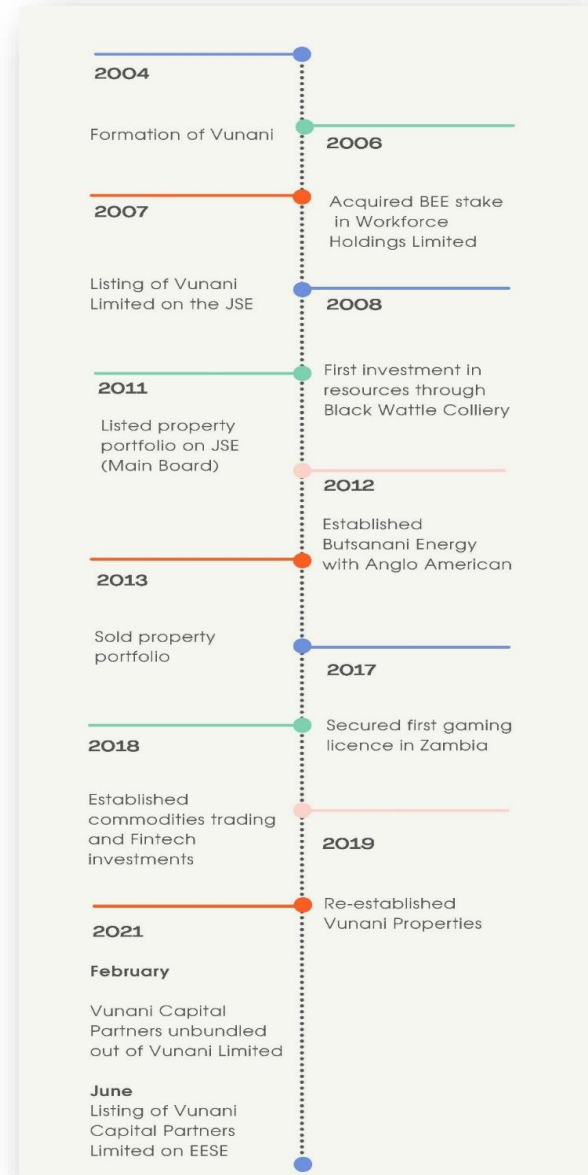 2004
Formation of Vunani
2006
Acquired BEE stake
in Workforce
Holdings Limited
2007
Listing of Vunani
Limited on the JSE
2008
First investment in
resources through
Black Wattle Colliery
2011
Listed property
portfolio on JSE
(Main Board)
2012
Established
Butsanani Energy
with Anglo American
2013
Sold property
portfolio
2017
Secured first gaming
licence in Zambia
2018
Established
commodities trading
and Fintech
investments
2019
Re-established
Vunani Properties
2021
February
Vunani Capital
Partners unbundled
out of Vunani Limited
June
Listing of Vunani
Capital Partners
Limited on EESE